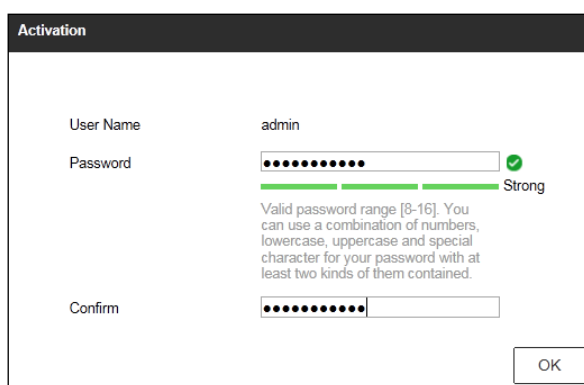 Activation
User Name admin
Password ●●●●●●●●●●●
Strong
Valid password range [8-16]. You
can use a combination of numbers,
lowercase, uppercase and special
character for your password with at
least two kinds of them contained.
Confirm ●●●●●●●●●●●
OK